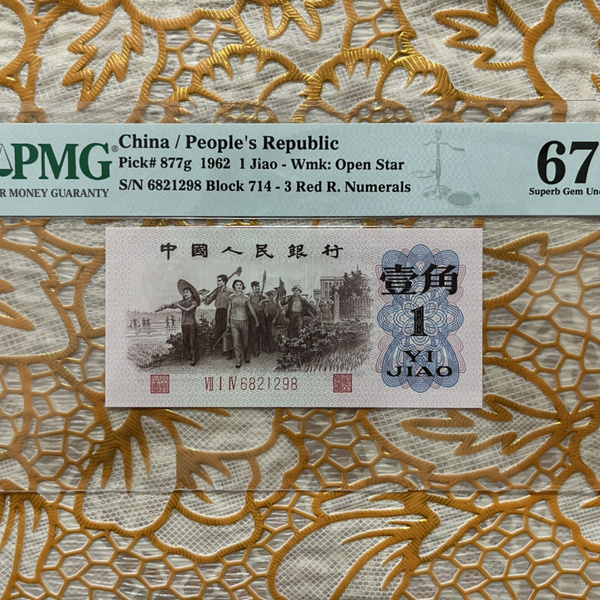 PMG®
R MONEY GUARANTY
China / People's Republic
Pick# 877g 1962 1 Jiao - Wmk: Open Star
S/N 6821298 Block 714 - 3 Red R. Numerals
67
Superb Gem Unc
中國人民銀行
壹角
1
YI
JIAO
VII I IV 6821298